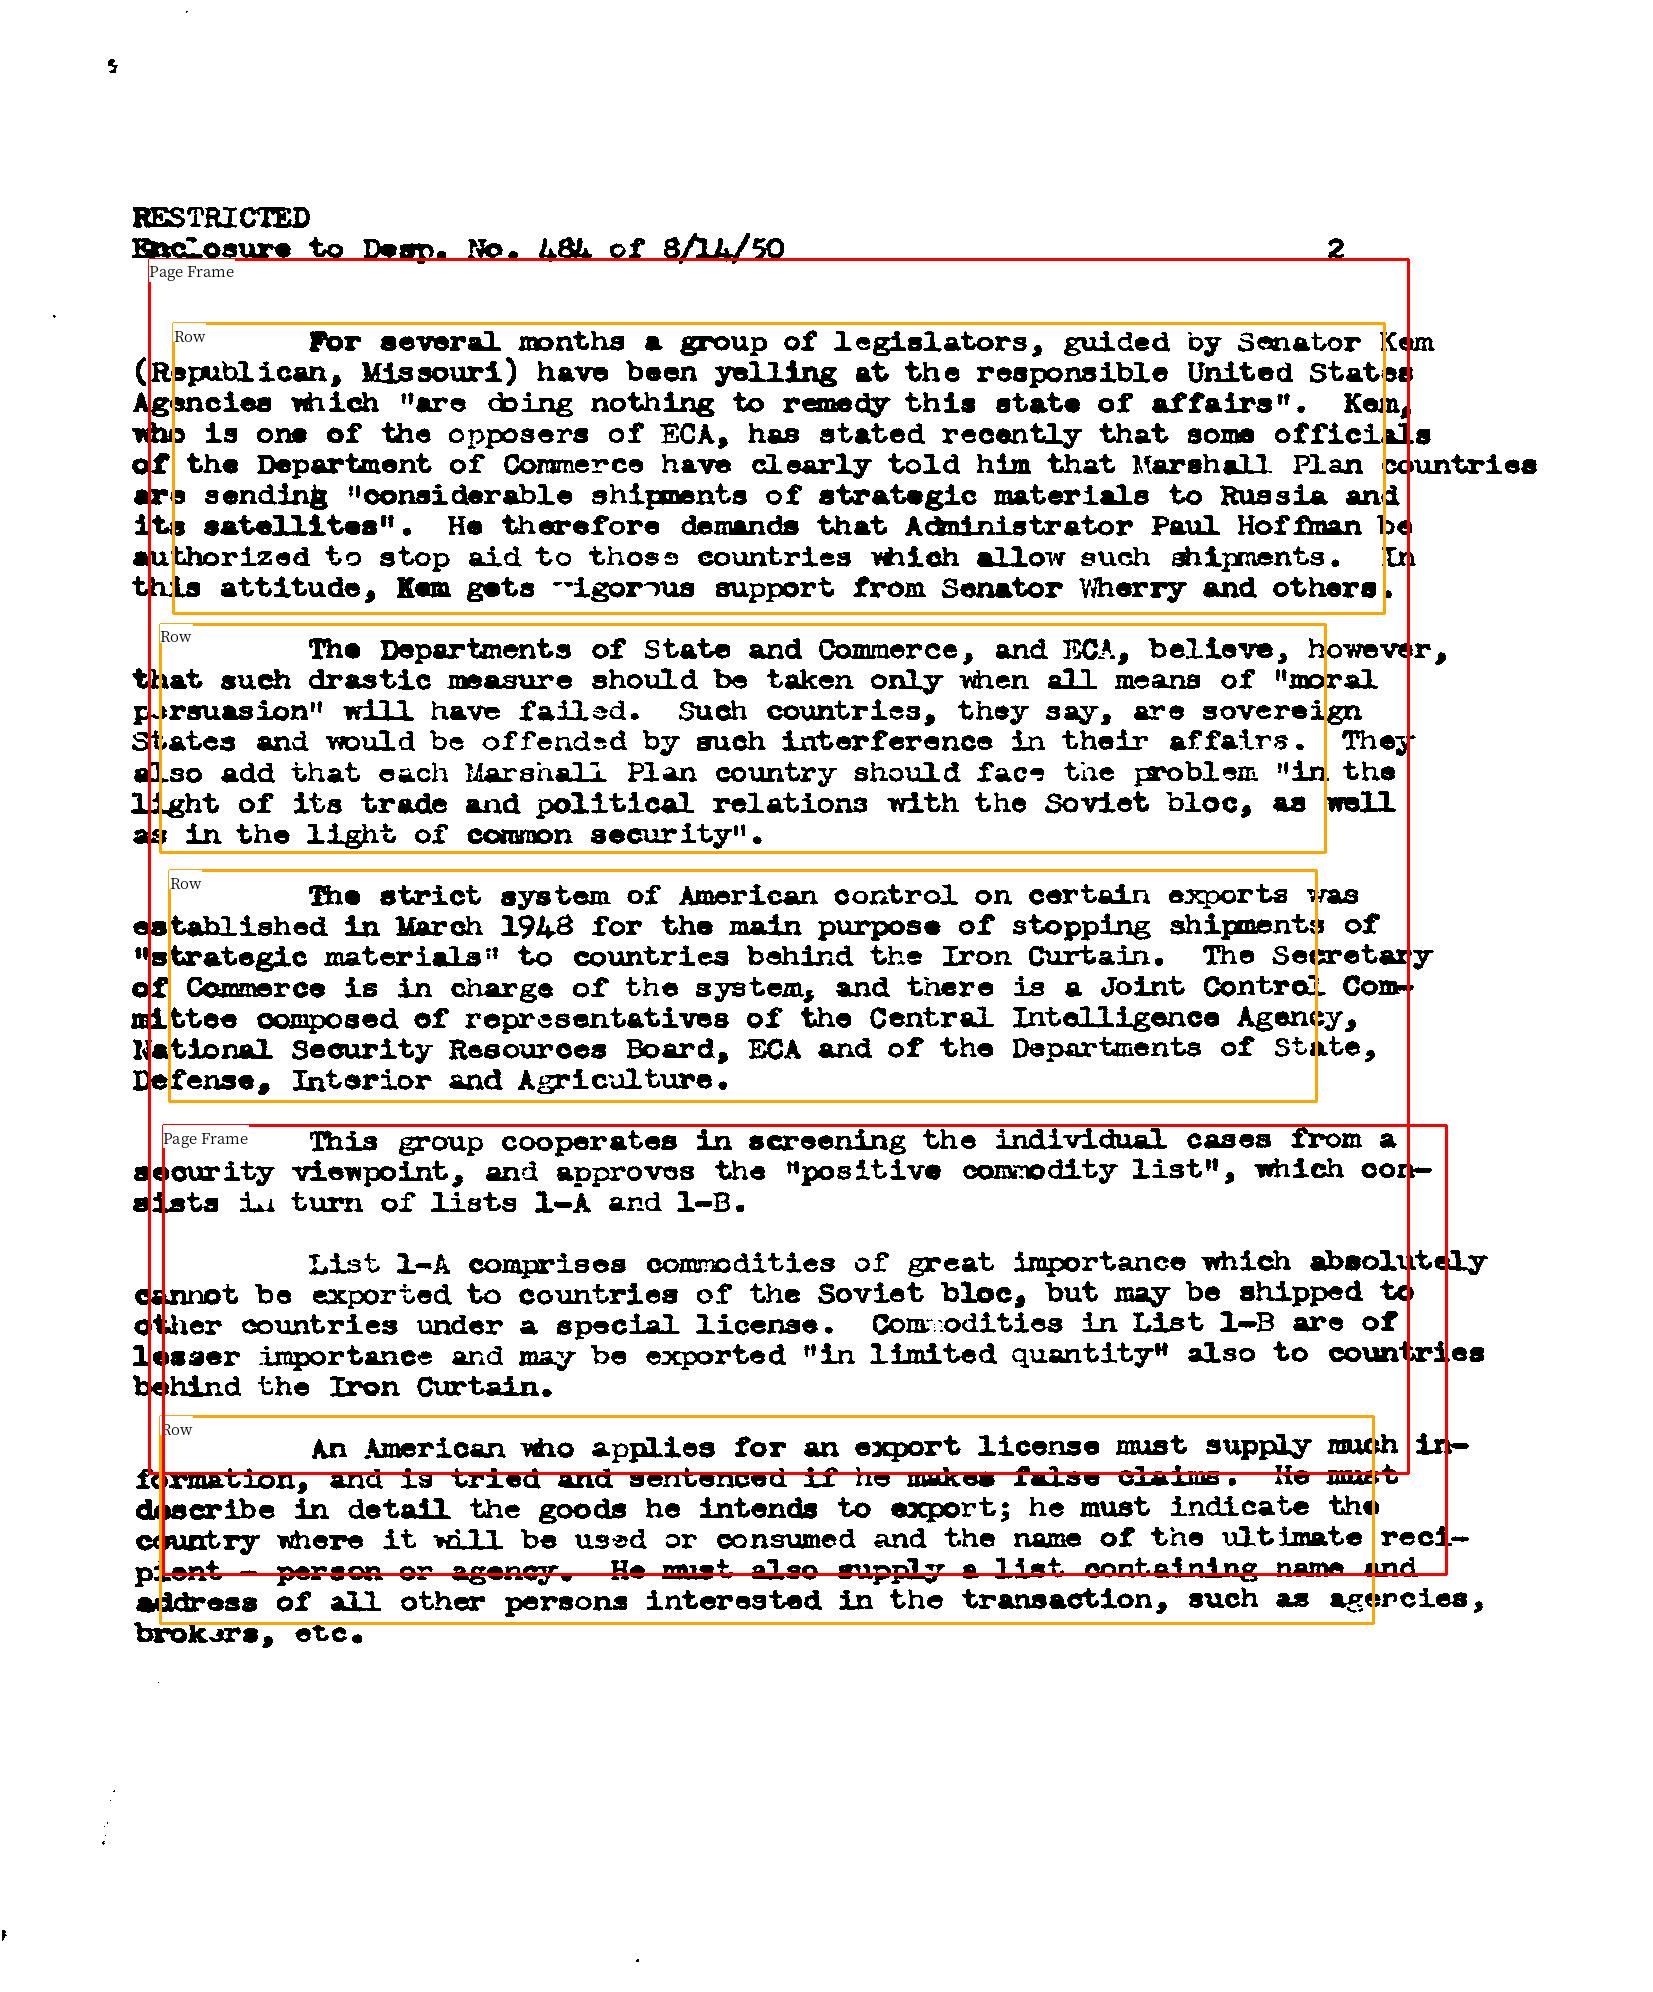 RESTRICTED
Enclosure to Desp. No. 484 of 8/14/50 2
Page Frame
Row
For several months a group of legislators, guided by Senator Kem
(Republican, Missouri) have been yelling at the responsible United States
Agencies which "are doing nothing to remedy this state of affairs". Kem,
who is one of the opposers of ECA, has stated recently that some officials
of the Department of Commerce have clearly told him that Marshall Plan countries
are sending "considerable shipments of strategic materials to Russia and
its satellites". He therefore demands that Administrator Paul Hoffman be
authorized to stop aid to those countries which allow such shipments. In
this attitude, Kem gets vigorous support from Senator Wherry and others.
Row
The Departments of State and Commerce, and ECA, believe, however,
that such drastic measure should be taken only when all means of "moral
persuasion" will have failed. Such countries, they say, are sovereign
States and would be offended by such interference in their affairs. They
also add that each Marshall Plan country should face the problem "in the
light of its trade and political relations with the Soviet bloc, as well
as in the light of common security".
Row
The strict system of American control on certain exports was
established in March 1948 for the main purpose of stopping shipments of
"strategic materials" to countries behind the Iron Curtain. The Secretary
of Commerce is in charge of the system, and there is a Joint Control Com-
mittee composed of representatives of the Central Intelligence Agency,
National Security Resources Board, ECA and of the Departments of State,
Defense, Interior and Agriculture.
Page Frame
This group cooperates in screening the individual cases from a
security viewpoint, and approves the "positive commodity list", which con-
sists in turn of lists 1-A and 1-B.
List 1-A comprises commodities of great importance which absolutely
cannot be exported to countries of the Soviet bloc, but may be shipped to
other countries under a special license. Commodities in List 1-B are of
lesser importance and may be exported "in limited quantity" also to countries
behind the Iron Curtain.
Row
An American who applies for an export license must supply much in-
formation, and is tried and sentenced if he makes false claims. He must
describe in detail the goods he intends to export; he must indicate the
country where it will be used or consumed and the name of the ultimate reci-
pient - person or agency. He must also supply a list containing name and
address of all other persons interested in the transaction, such as agencies,
brokers, etc.